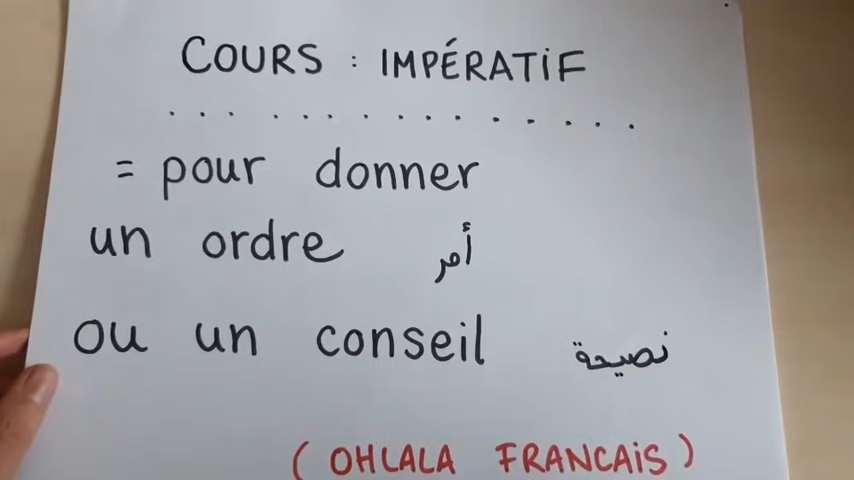 COURS : IMPÉRATIF
. . . . . . . . . . . . . . . .
= pour donner
un ordre أمر
ou un conseil نصيحة
( OHLALA FRANCAIS )